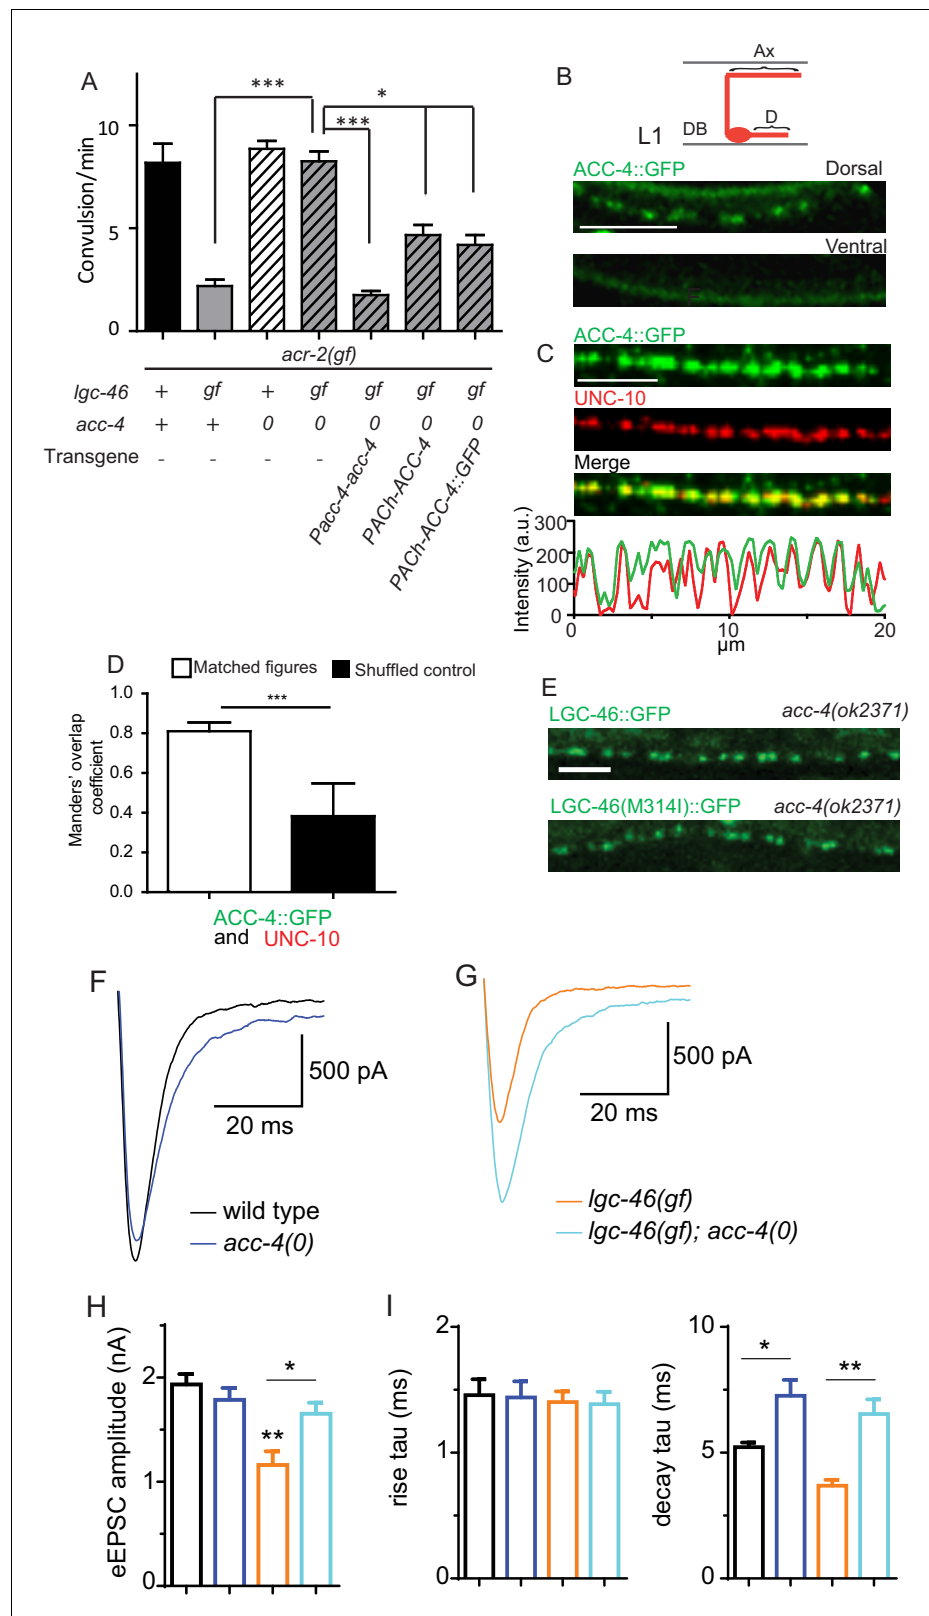 A
***
*
***
Convulsion/min
10
5
0
acr-2(gf)
lgc-46 + gf + gf gf gf gf
acc-4 + + 0 0 0 0 0
Transgene - - - -
Pacc-4-acc-4
PACh-ACC-4
PACh-ACC-4::GFP
B
Ax
D
DB
L1
ACC-4::GFP
Dorsal
Ventral
C
ACC-4::GFP
UNC-10
Merge
Intensity (a.u.)
300
200
100
0
0 10 20
µm
D
Matched figures
Shuffled control
***
Manders' overlap
coefficient
1.0
0.8
0.6
0.4
0.2
0.0
ACC-4::GFP
and UNC-10
E
LGC-46::GFP acc-4(ok2371)
LGC-46(M314I)::GFP acc-4(ok2371)
F
500 pA
20 ms
wild type
acc-4(0)
G
500 pA
20 ms
lgc-46(gf)
lgc-46(gf); acc-4(0)
H
eEPSC amplitude (nA)
2
1
0
*
**
I
rise tau (ms)
2
1
0
decay tau (ms)
10
5
0
*
**